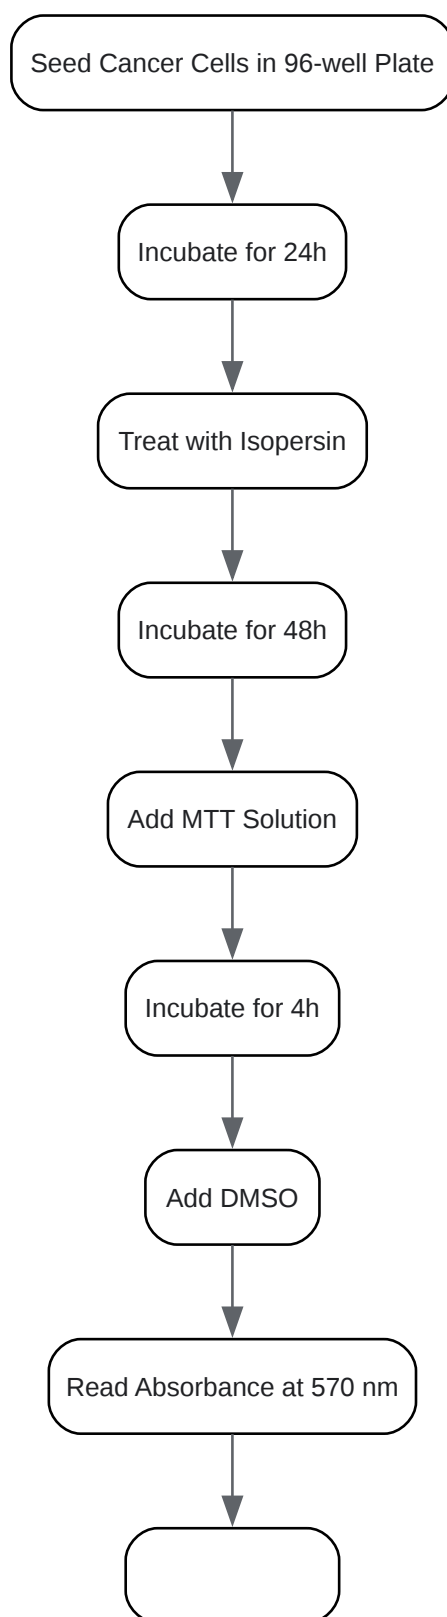 Seed Cancer Cells in 96-well Plate
Incubate for 24h
Treat with Isopersin
Incubate for 48h
Add MTT Solution
Incubate for 4h
Add DMSO
Read Absorbance at 570 nm